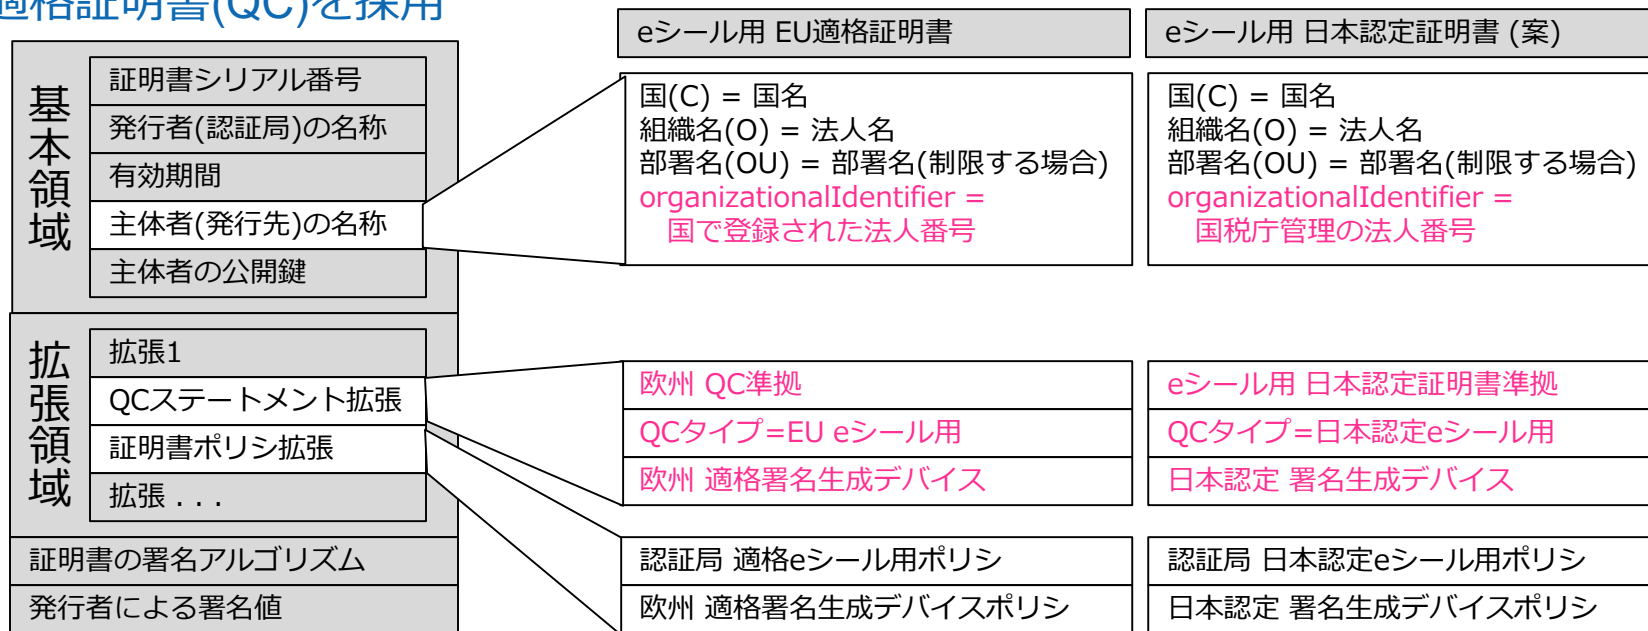 適格証明書(QC)を採用
eシール用 EU適格証明書
eシール用 日本認定証明書 (案)
基本領域
証明書シリアル番号
発行者(認証局)の名称
有効期間
主体者(発行先)の名称
主体者の公開鍵
国(C) = 国名
組織名(O) = 法人名
部署名(OU) = 部署名(制限する場合)
organizationalIdentifier =
国で登録された法人番号
国(C) = 国名
組織名(O) = 法人名
部署名(OU) = 部署名(制限する場合)
organizationalIdentifier =
国税庁管理の法人番号
拡張領域
拡張1
QCステートメント拡張
証明書ポリシ拡張
拡張 . . .
欧州 QC準拠
QCタイプ=EU eシール用
欧州 適格署名生成デバイス
eシール用 日本認定証明書準拠
QCタイプ=日本認定eシール用
日本認定 署名生成デバイス
証明書の署名アルゴリズム
発行者による署名値
認証局 適格eシール用ポリシ
欧州 適格署名生成デバイスポリシ
認証局 日本認定eシール用ポリシ
日本認定 署名生成デバイスポリシ